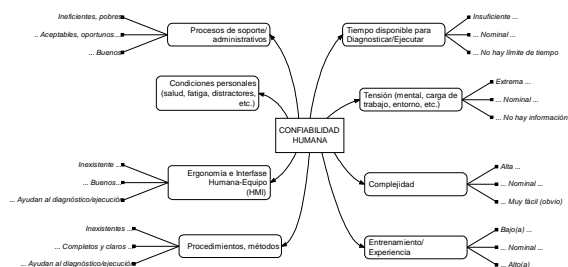 Ineficientes, pobres
... Aceptables, oportunos...
... Buenos
Procesos de soporte/
administrativos
Condiciones personales
(salud, fatiga, distractores,
etc.)
Inexistente ...
... Buenos...
... Ayudan al diagnóstico/ejecución
Ergonomía e Interfase
Humana-Equipo
(HMI)
Inexistentes ...
... Completos y claros ...
... Ayudan al diagnóstico/ejecución
Procedimientos, métodos
CONFIABILIDAD
HUMANA
Tiempo disponible para
Diagnosticar/Ejecutar
Insuficiente ...
... Nominal ...
... No hay límite de tiempo
Tensión (mental, carga de
trabajo, entorno, etc.)
Extrema ...
... Nominal ...
... No hay información
Complejidad
Alta ...
... Nominal ...
... Muy fácil (obvio)
Entrenamiento/
Experiencia
Bajo(a) ...
... Nominal ...
... Alto(a)